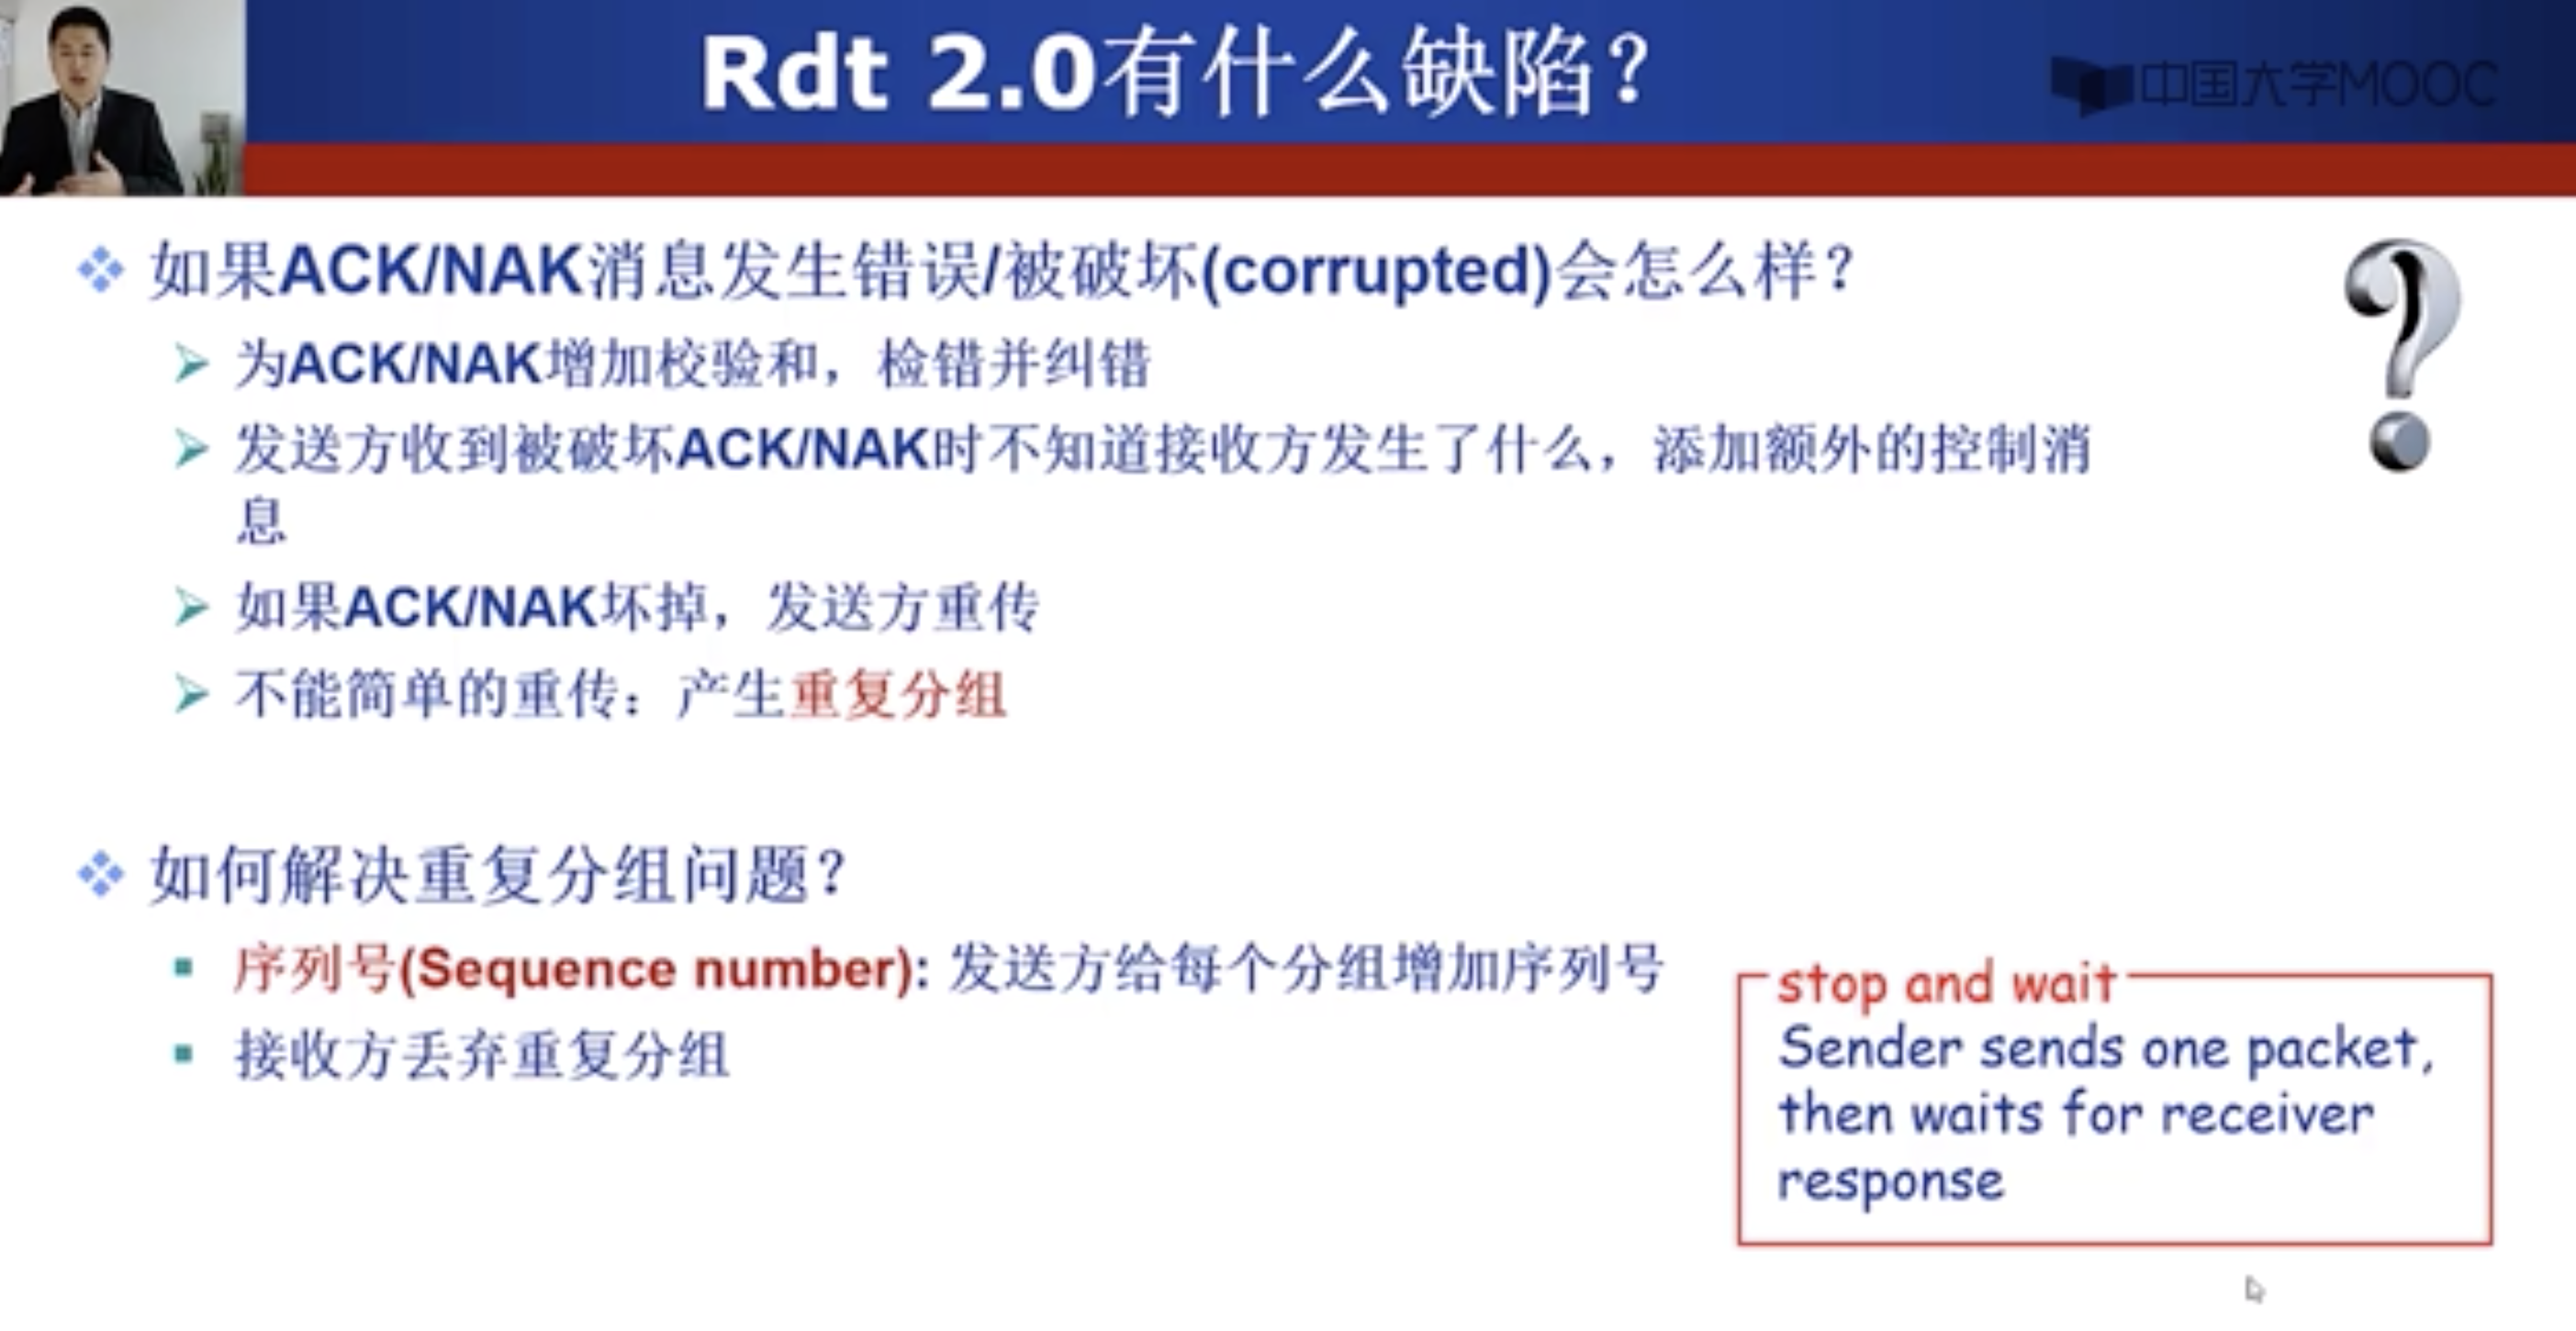 Rdt 2.0有什么缺陷？
中国大学MOOC
如果ACK/NAK消息发生错误/被破坏(corrupted)会怎么样？
为ACK/NAK增加校验和，检错并纠错
发送方收到被破坏ACK/NAK时不知道接收方发生了什么，添加额外的控制消
息
如果ACK/NAK坏掉，发送方重传
不能简单的重传：产生重复分组
如何解决重复分组问题？
序列号(Sequence number): 发送方给每个分组增加序列号
接收方丢弃重复分组
stop and wait
Sender sends one packet,
then waits for receiver
response